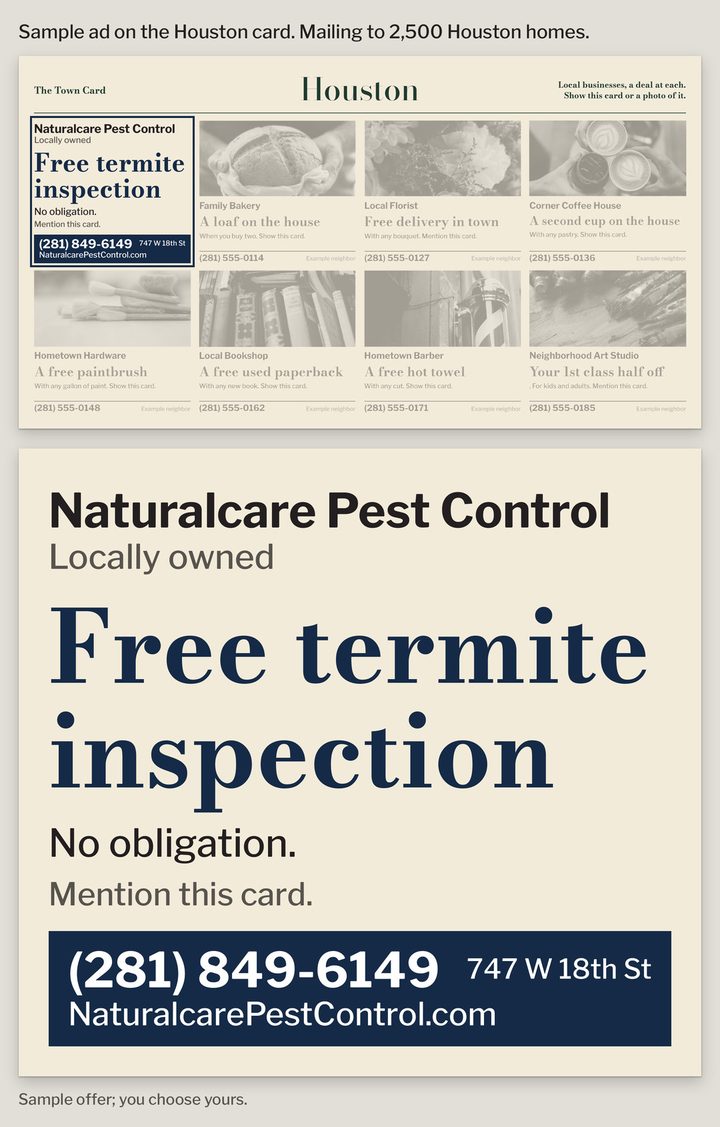 Sample ad on the Houston card. Mailing to 2,500 Houston homes.
The Town Card
Houston
Local businesses, a deal at each.
Show this card or a photo of it.
Naturalcare Pest Control
Locally owned
Free termite
inspection
No obligation.
Mention this card.
(281) 849-6149 747 W 18th St
NaturalcarePestControl.com
Family Bakery
A loaf on the house
When you buy two. Show this card.
(281) 555-0114 Example neighbor
Local Florist
Free delivery in town
With any bouquet. Mention this card.
(281) 555-0127 Example neighbor
Corner Coffee House
A second cup on the house
With any pastry. Show this card.
(281) 555-0136 Example neighbor
Hometown Hardware
A free paintbrush
With any gallon of paint. Show this card.
(281) 555-0148 Example neighbor
Local Bookshop
A free used paperback
With any new book. Show this card.
(281) 555-0162 Example neighbor
Hometown Barber
A free hot towel
With any cut. Show this card.
(281) 555-0171 Example neighbor
Neighborhood Art Studio
Your 1st class half off
For kids and adults. Mention this card.
(281) 555-0185 Example neighbor
Naturalcare Pest Control
Locally owned
Free termite
inspection
No obligation.
Mention this card.
(281) 849-6149 747 W 18th St
NaturalcarePestControl.com
Sample offer; you choose yours.